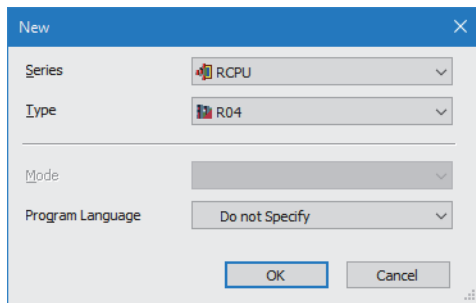 New
Series RCPU
Type R04
Mode
Program Language Do not Specify
OK Cancel